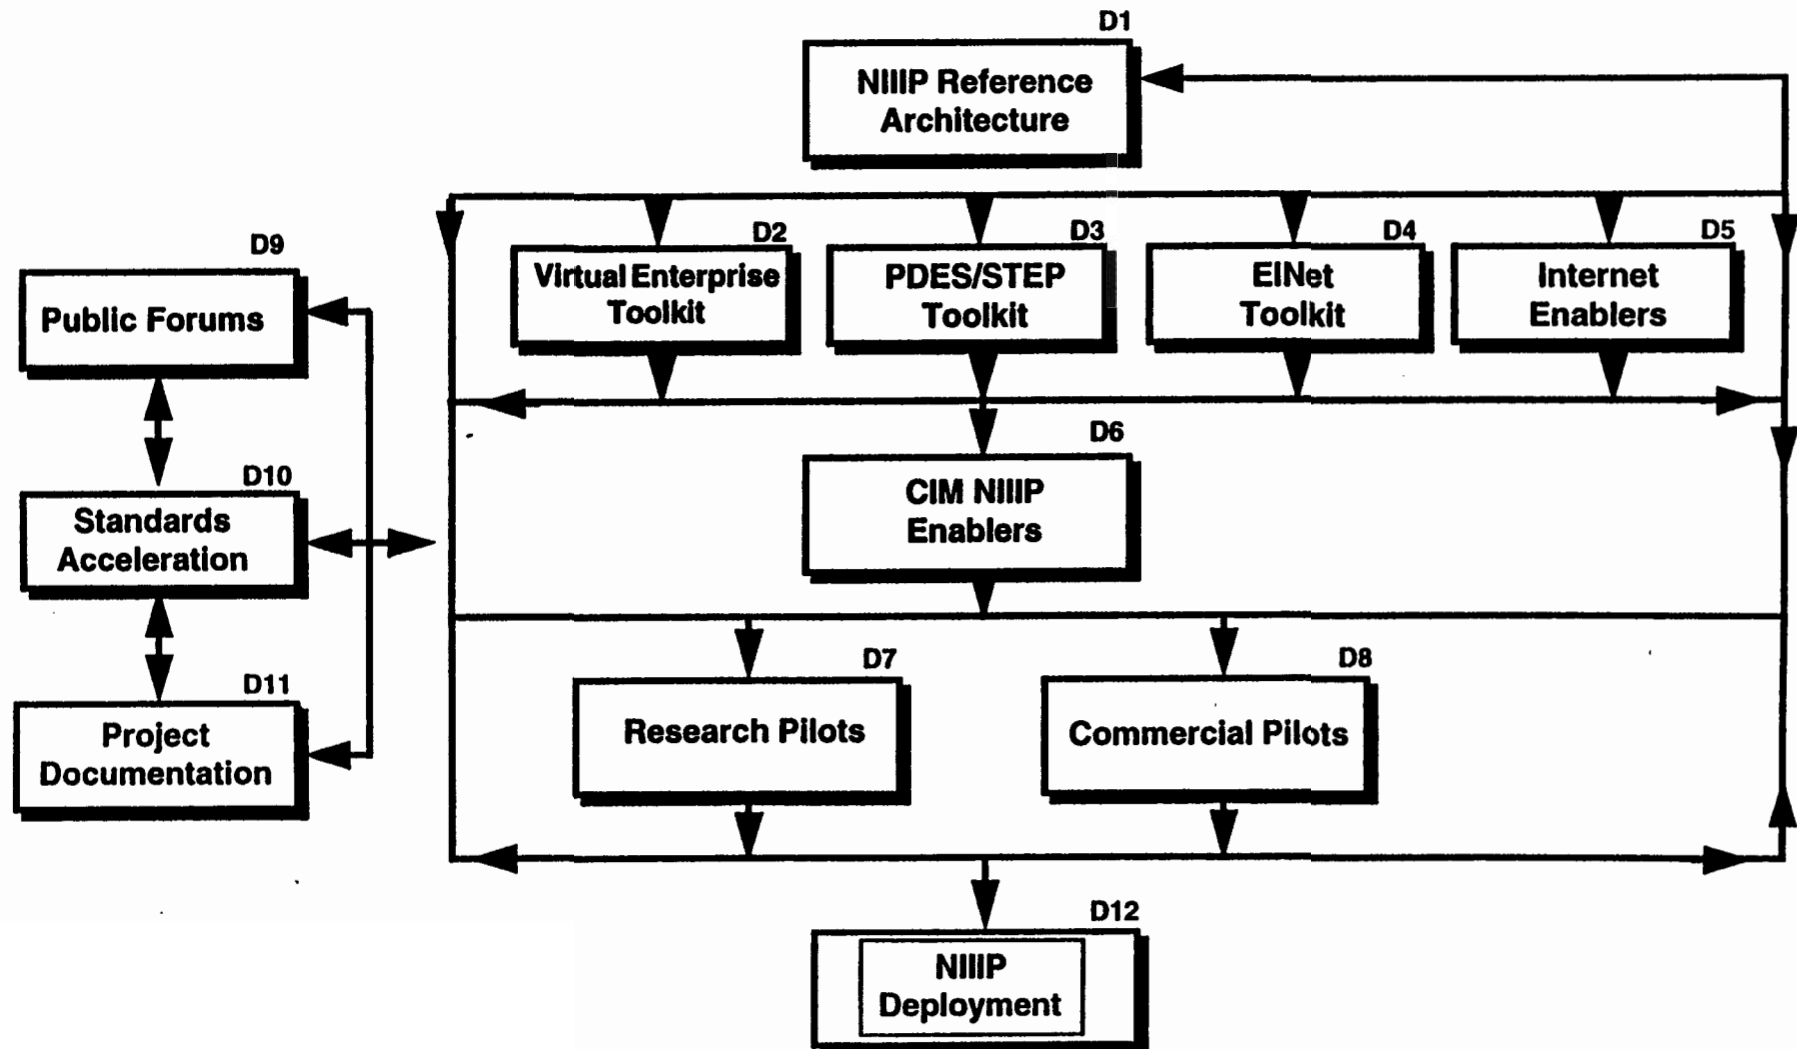 D1
NIIIP Reference
Architecture
D2
Virtual Enterprise
Toolkit
D3
PDES/STEP
Toolkit
D4
EINet
Toolkit
D5
Internet
Enablers
D9
Public Forums
D6
CIM NIIIP
Enablers
D10
Standards
Acceleration
D7
Research Pilots
D8
Commercial Pilots
D11
Project
Documentation
D12
NIIIP
Deployment